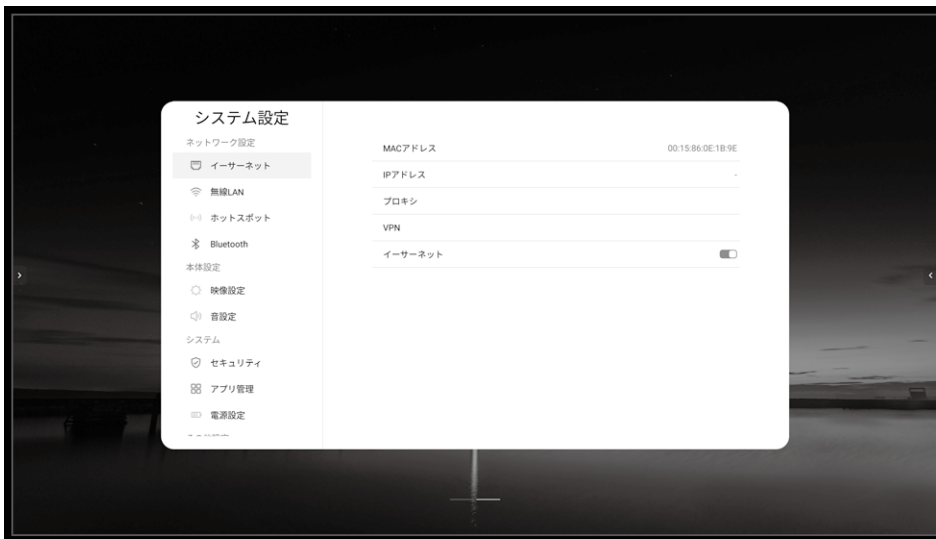 システム設定
ネットワーク設定
イーサーネット
無線LAN
ホットスポット
Bluetooth
本体設定
映像設定
音設定
システム
セキュリティ
アプリ管理
電源設定
MACアドレス 00:15:86:0E:1B:9E
IPアドレス -
プロキシ
VPN
イーサーネット